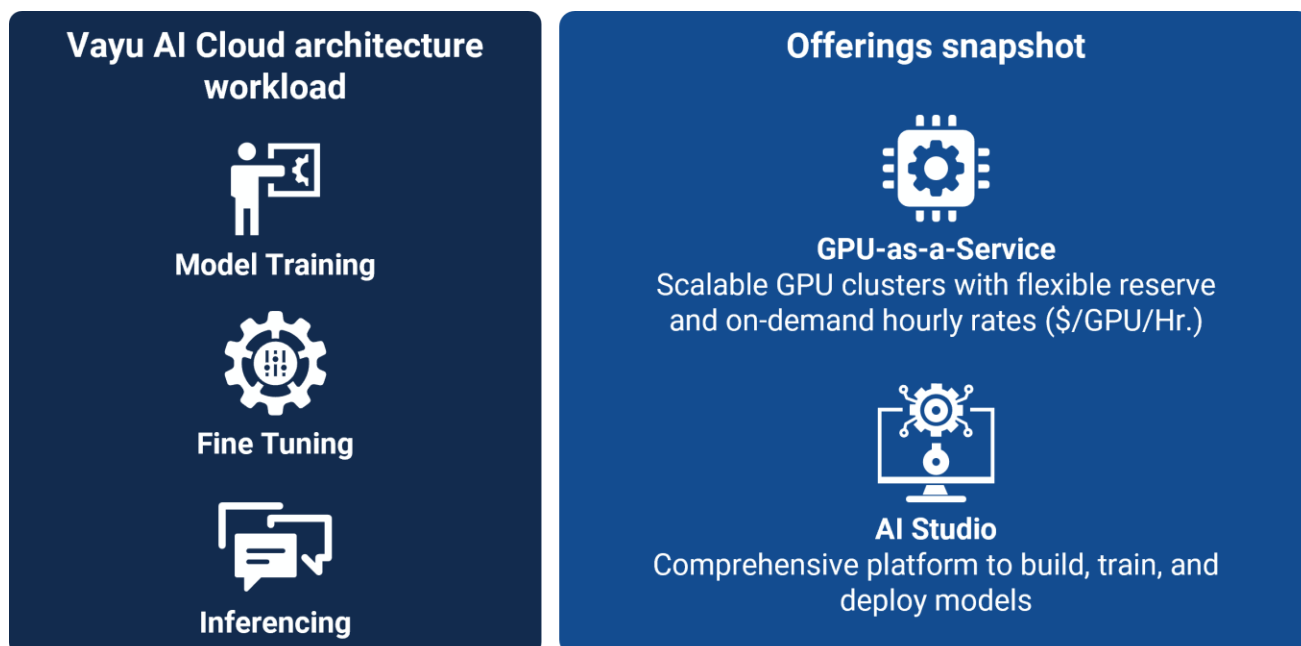 Vayu AI Cloud architecture
workload
Model Training
Fine Tuning
Inferencing
Offerings snapshot
GPU-as-a-Service
Scalable GPU clusters with flexible reserve
and on-demand hourly rates ($/GPU/Hr.)
AI Studio
Comprehensive platform to build, train, and
deploy models